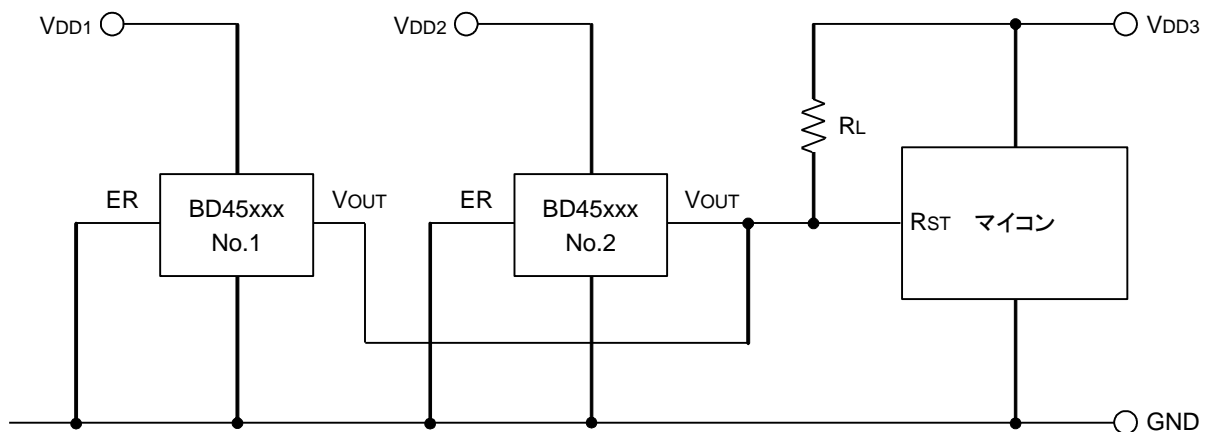 VDD1
VDD2
VDD3
RL
ER
BD45xxx
No.1
VOUT
ER
BD45xxx
No.2
VOUT
RST マイコン
GND